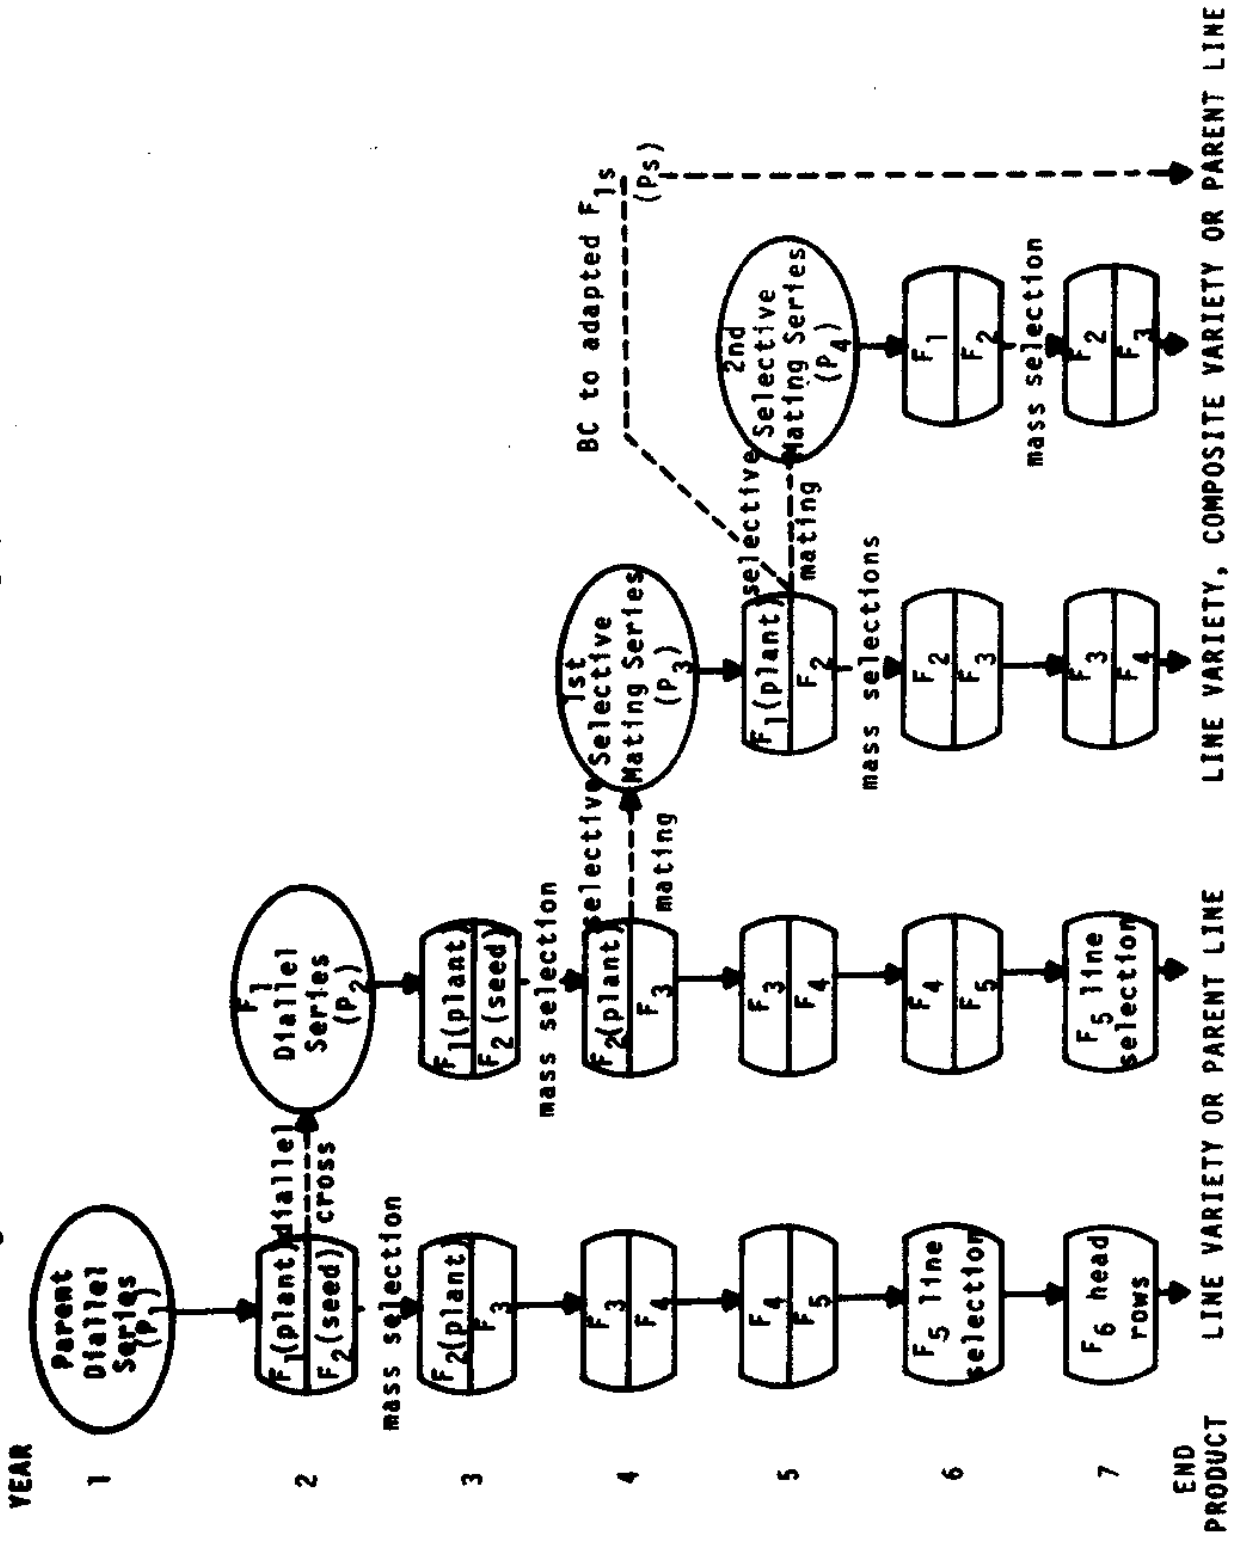 YEAR
1
Parent
Diallel
Series
(P1)
2
F1(plant)
F2(seed)
diallel
cross
F1
Diallel
Series
(P2)
mass selection
3
F2(plant)
F3
F1(plant)
F2(seed)
mass selection
4
F3
F4
F2(plant)
F3
selective
mating
1st
Selective
Mating Series
(P3)
BC to adapted F1s
(Ps)
5
F4
F5
F3
F4
F1(plant)
F2
selective
mating
2nd
Selective
Mating Series
(P4)
mass selections
6
F5 line
selection
F4
F5
F2
F3
F1
F2
mass selection
7
F6 head
rows
F5 line
selection
F3
F4
F2
F3
END
PRODUCT
LINE VARIETY OR PARENT LINE
LINE VARIETY, COMPOSITE VARIETY OR PARENT LINE